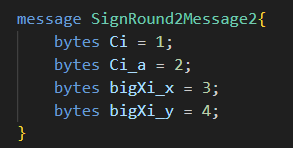 message SignRound2Message2{
    bytes Ci = 1;
    bytes Ci_a = 2;
    bytes bigXi_x = 3;
    bytes bigXi_y = 4;
}